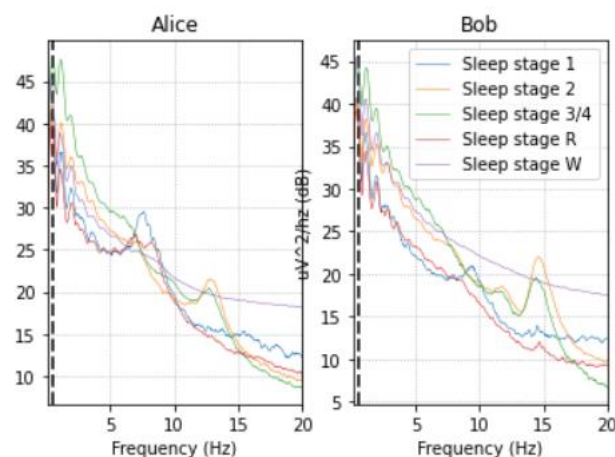 Alice
45
40
35
30
25
20
15
10
5
10
15
20
Frequency (Hz)
Bob
uV^2/hz (dB)
45
40
35
30
25
20
15
10
5
Sleep stage 1
Sleep stage 2
Sleep stage 3/4
Sleep stage R
Sleep stage W
5
10
15
20
Frequency (Hz)